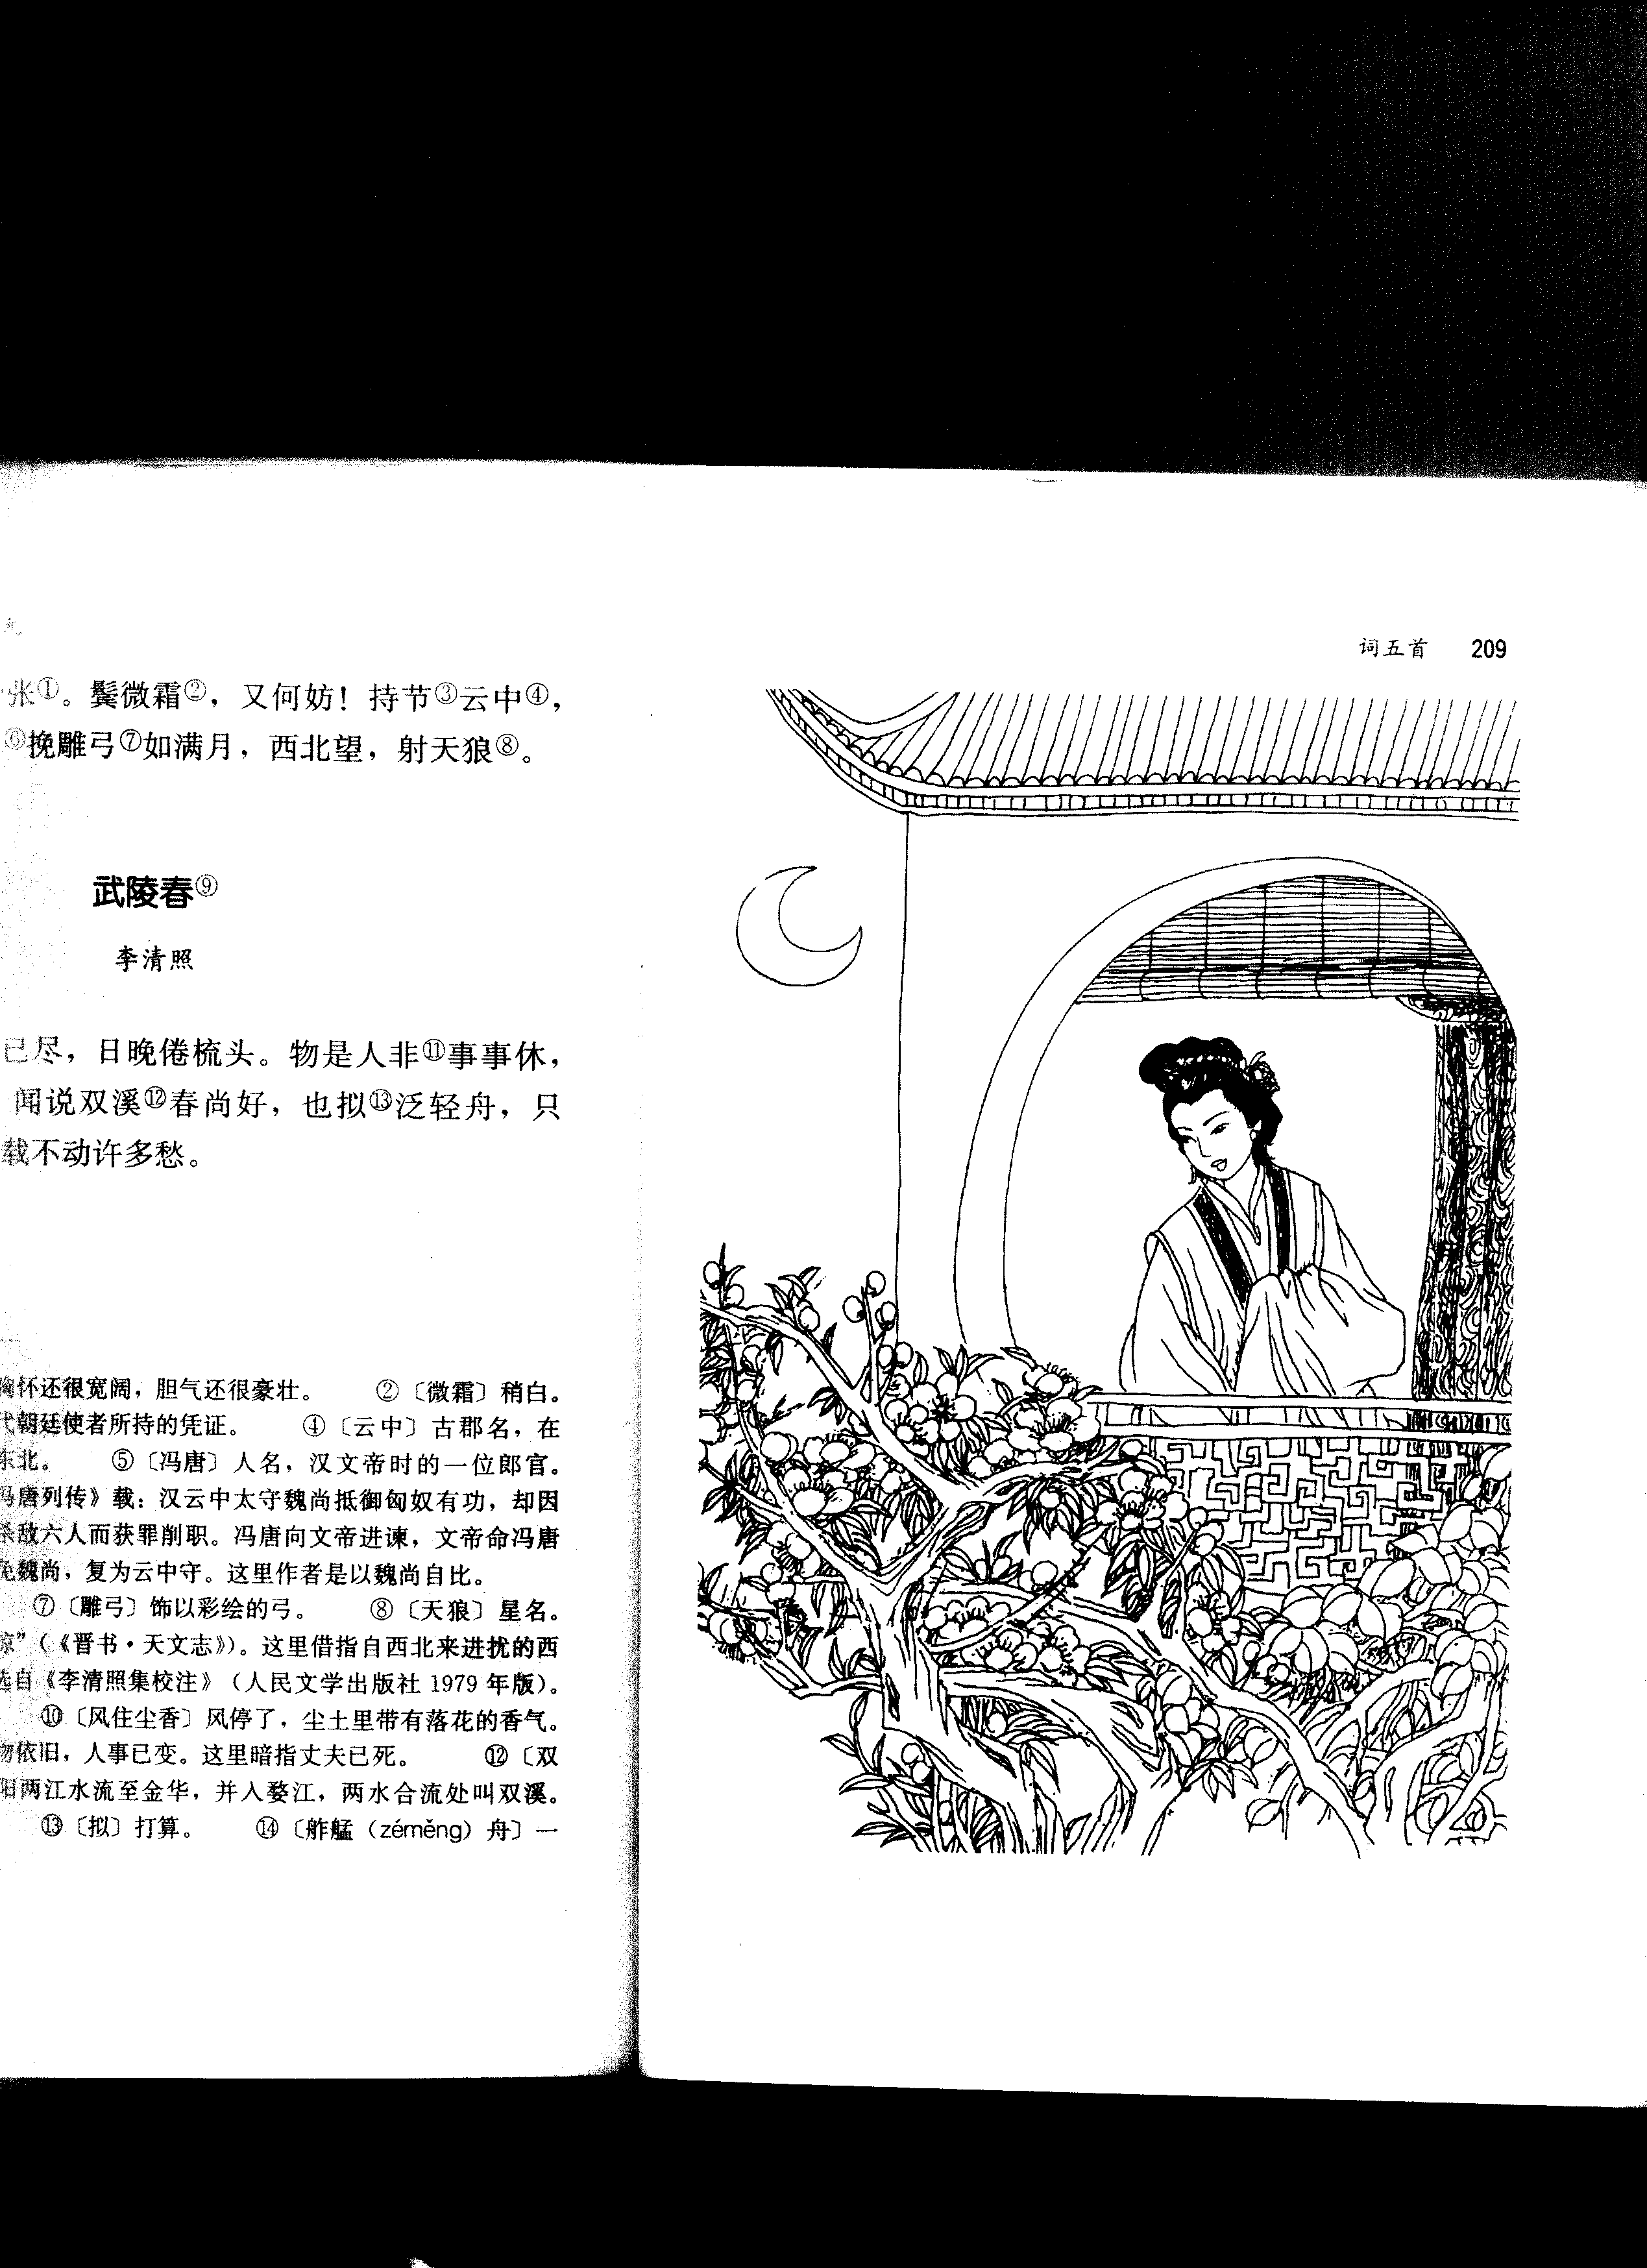 张①。鬓微霜②，又何妨！持节③云中④，
⑥挽雕弓⑦如满月，西北望，射天狼⑧。
武陵春⑨
李清照
已尽，日晚倦梳头。物是人非⑪事事休，
闻说双溪⑫春尚好，也拟⑬泛轻舟，只
载不动许多愁。
胸怀还很宽阔，胆气还很豪壮。 ②〔微霜〕稍白。
代朝廷使者所持的凭证。 ④〔云中〕古郡名，在
东北。 ⑤〔冯唐〕人名，汉文帝时的一位郎官。
冯唐列传》载：汉云中太守魏尚抵御匈奴有功，却因
杀敌六人而获罪削职。冯唐向文帝进谏，文帝命冯唐
免魏尚，复为云中守。这里作者是以魏尚自比。
⑦〔雕弓〕饰以彩绘的弓。 ⑧〔天狼〕星名。
掠”（《晋书·天文志》）。这里借指自西北来进扰的西
选自《李清照集校注》（人民文学出版社 1979 年版）。
⑩〔风住尘香〕风停了，尘土里带有落花的香气。
物依旧，人事已变。这里暗指丈夫已死。 ⑫〔双
阳两江水流至金华，并入婺江，两水合流处叫双溪。
⑬〔拟〕打算。 ⑭〔舴艋（zéměng）舟〕一
词五首 209